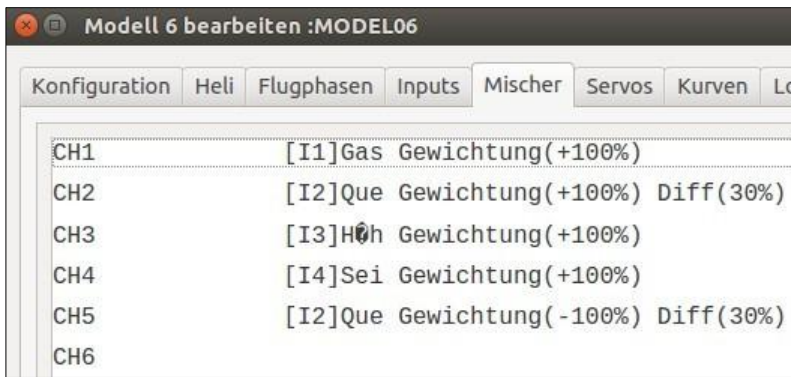 Modell 6 bearbeiten :MODEL06
Konfiguration Heli Flugphasen Inputs Mischer Servos Kurven
CH1 [I1]Gas Gewichtung(+100%)
CH2 [I2]Que Gewichtung(+100%) Diff(30%)
CH3 [I3]H�h Gewichtung(+100%)
CH4 [I4]Sei Gewichtung(+100%)
CH5 [I2]Que Gewichtung(-100%) Diff(30%)
CH6